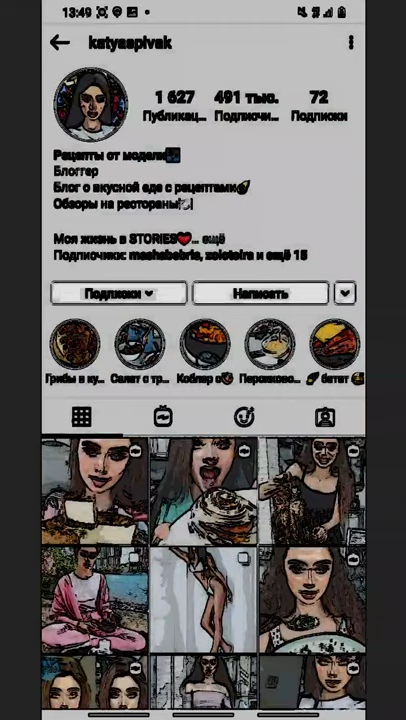 13:49
katyaspivak
1 627 491 тыс. 72
Публикац... Подписчи... Подписки
Рецепты от модели
Блоггер
Блог о вкусной еде с рецептами
Обзоры на рестораны
Моя жизнь в STORIES❤️... ещё
Подписчики: mashabebris, zolotoira и ещё 15
Подписки Написать
Грибы в ку... Салат с тр... Коблер с Пирожково... батат